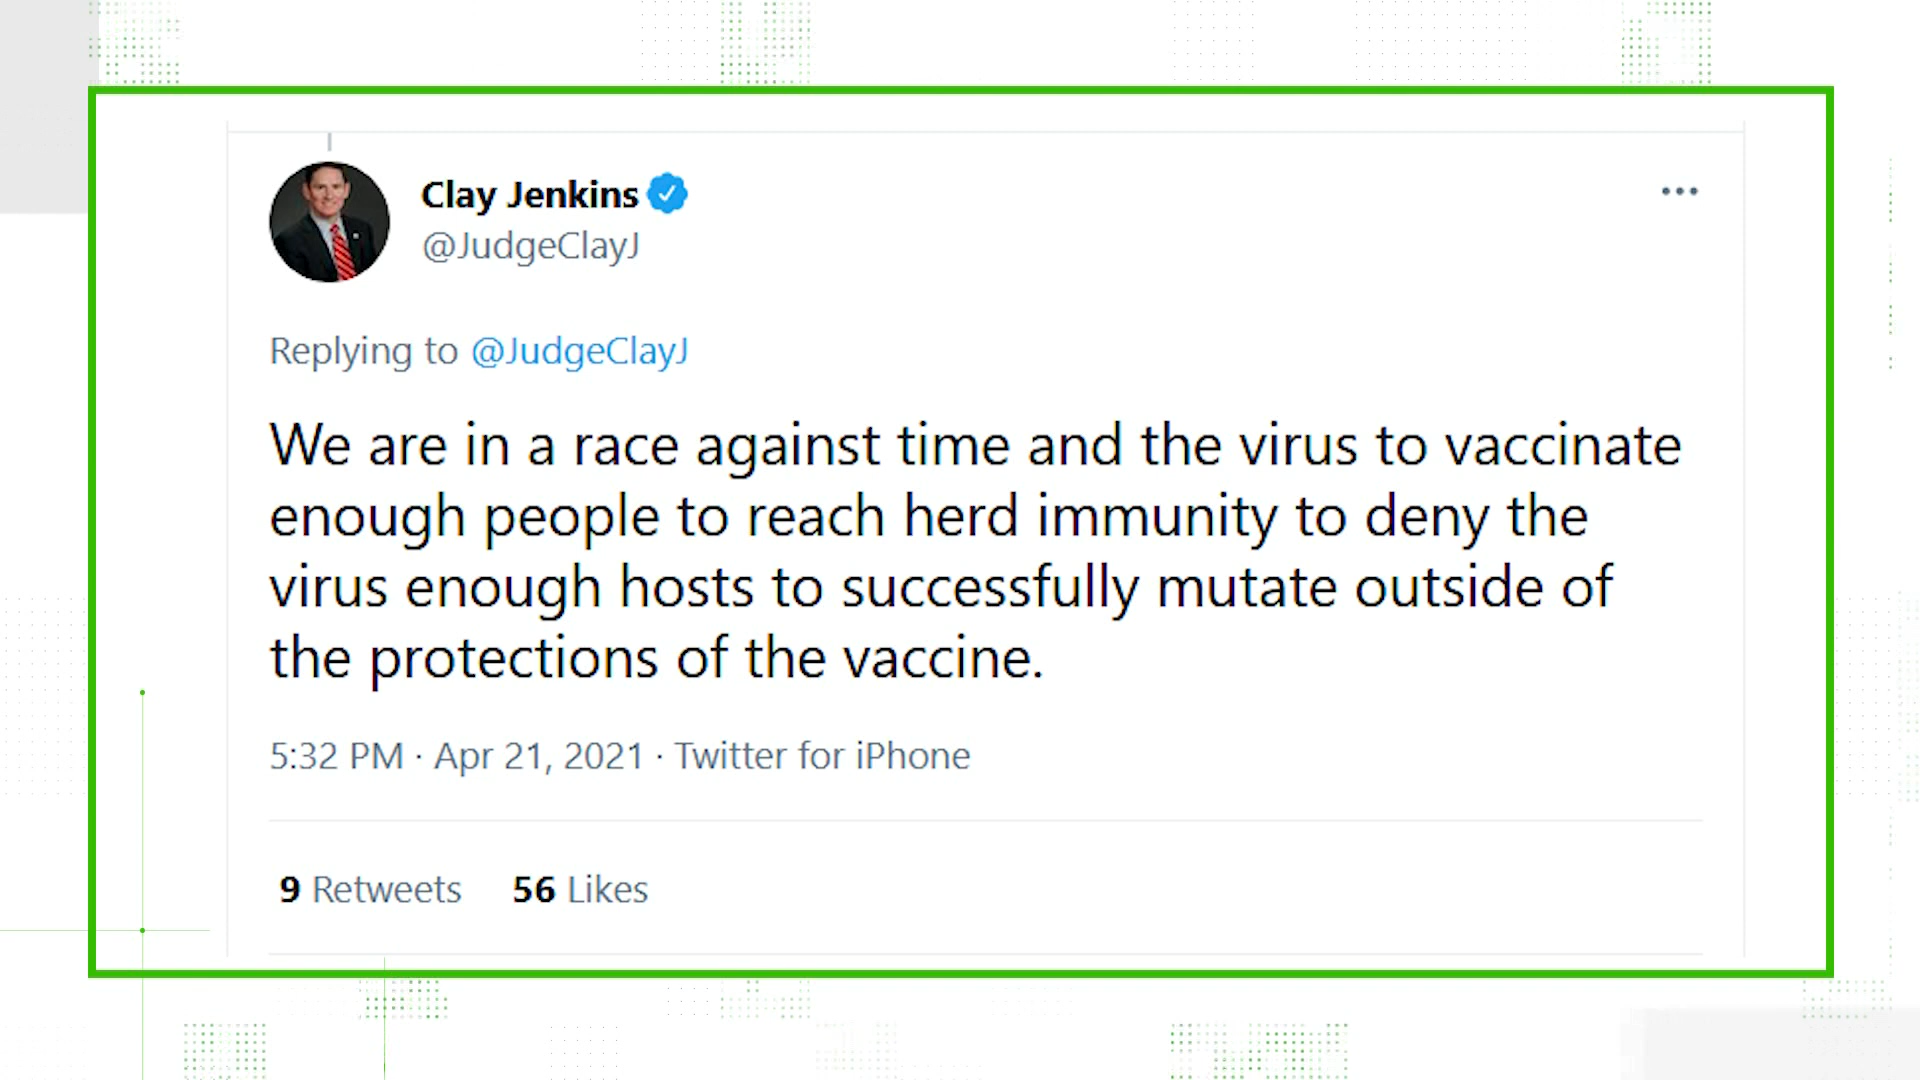 Clay Jenkins
@JudgeClayJ
Replying to @JudgeClayJ
We are in a race against time and the virus to vaccinate
enough people to reach herd immunity to deny the
virus enough hosts to successfully mutate outside of
the protections of the vaccine.
5:32 PM · Apr 21, 2021 · Twitter for iPhone
9 Retweets 56 Likes